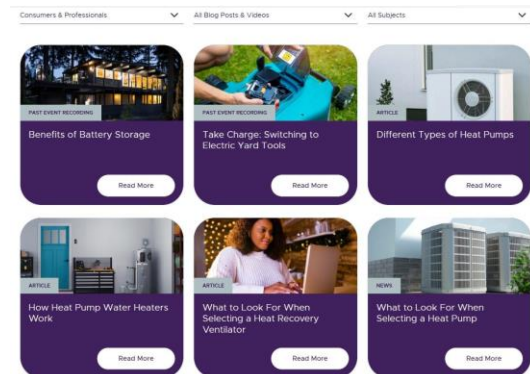 Consumers & Professionals
All Blog Posts & Videos
All Subjects
PAST EVENT RECORDING
Benefits of Battery Storage
Read More
PAST EVENT RECORDING
Take Charge: Switching to
Electric Yard Tools
Read More
ARTICLE
Different Types of Heat Pumps
Read More
ARTICLE
How Heat Pump Water Heaters
Work
Read More
ARTICLE
What to Look For When
Selecting a Heat Recovery
Ventilator
Read More
NEWS
What to Look For When
Selecting a Heat Pump
Read More